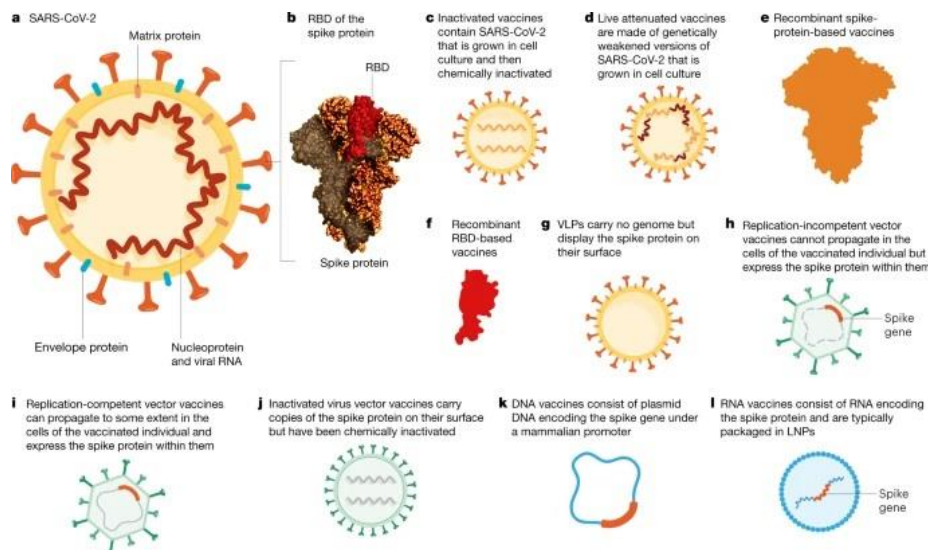 a SARS-CoV-2
Matrix protein
Envelope protein
Nucleoprotein
and viral RNA
b RBD of the
spike protein
RBD
Spike protein
c Inactivated vaccines
contain SARS-CoV-2
that is grown in cell
culture and then
chemically inactivated
d Live attenuated vaccines
are made of genetically
weakened versions of
SARS-CoV-2 that is
grown in cell culture
e Recombinant spike-
protein-based vaccines
f Recombinant
RBD-based
vaccines
g VLPs carry no genome but
display the spike protein on
their surface
h Replication-incompetent vector
vaccines cannot propagate in the
cells of the vaccinated individual but
express the spike protein within them
Spike
gene
i Replication-competent vector vaccines
can propagate to some extent in the
cells of the vaccinated individual and
express the spike protein within them
j Inactivated virus vector vaccines carry
copies of the spike protein on their surface
but have been chemically inactivated
k DNA vaccines consist of plasmid
DNA encoding the spike gene under
a mammalian promoter
l RNA vaccines consist of RNA encoding
the spike protein and are typically
packaged in LNPs
Spike
gene